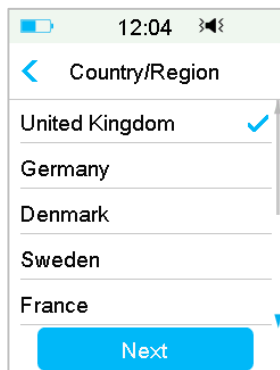 12:04
Country/Region
United Kingdom
Germany
Denmark
Sweden
France
Next